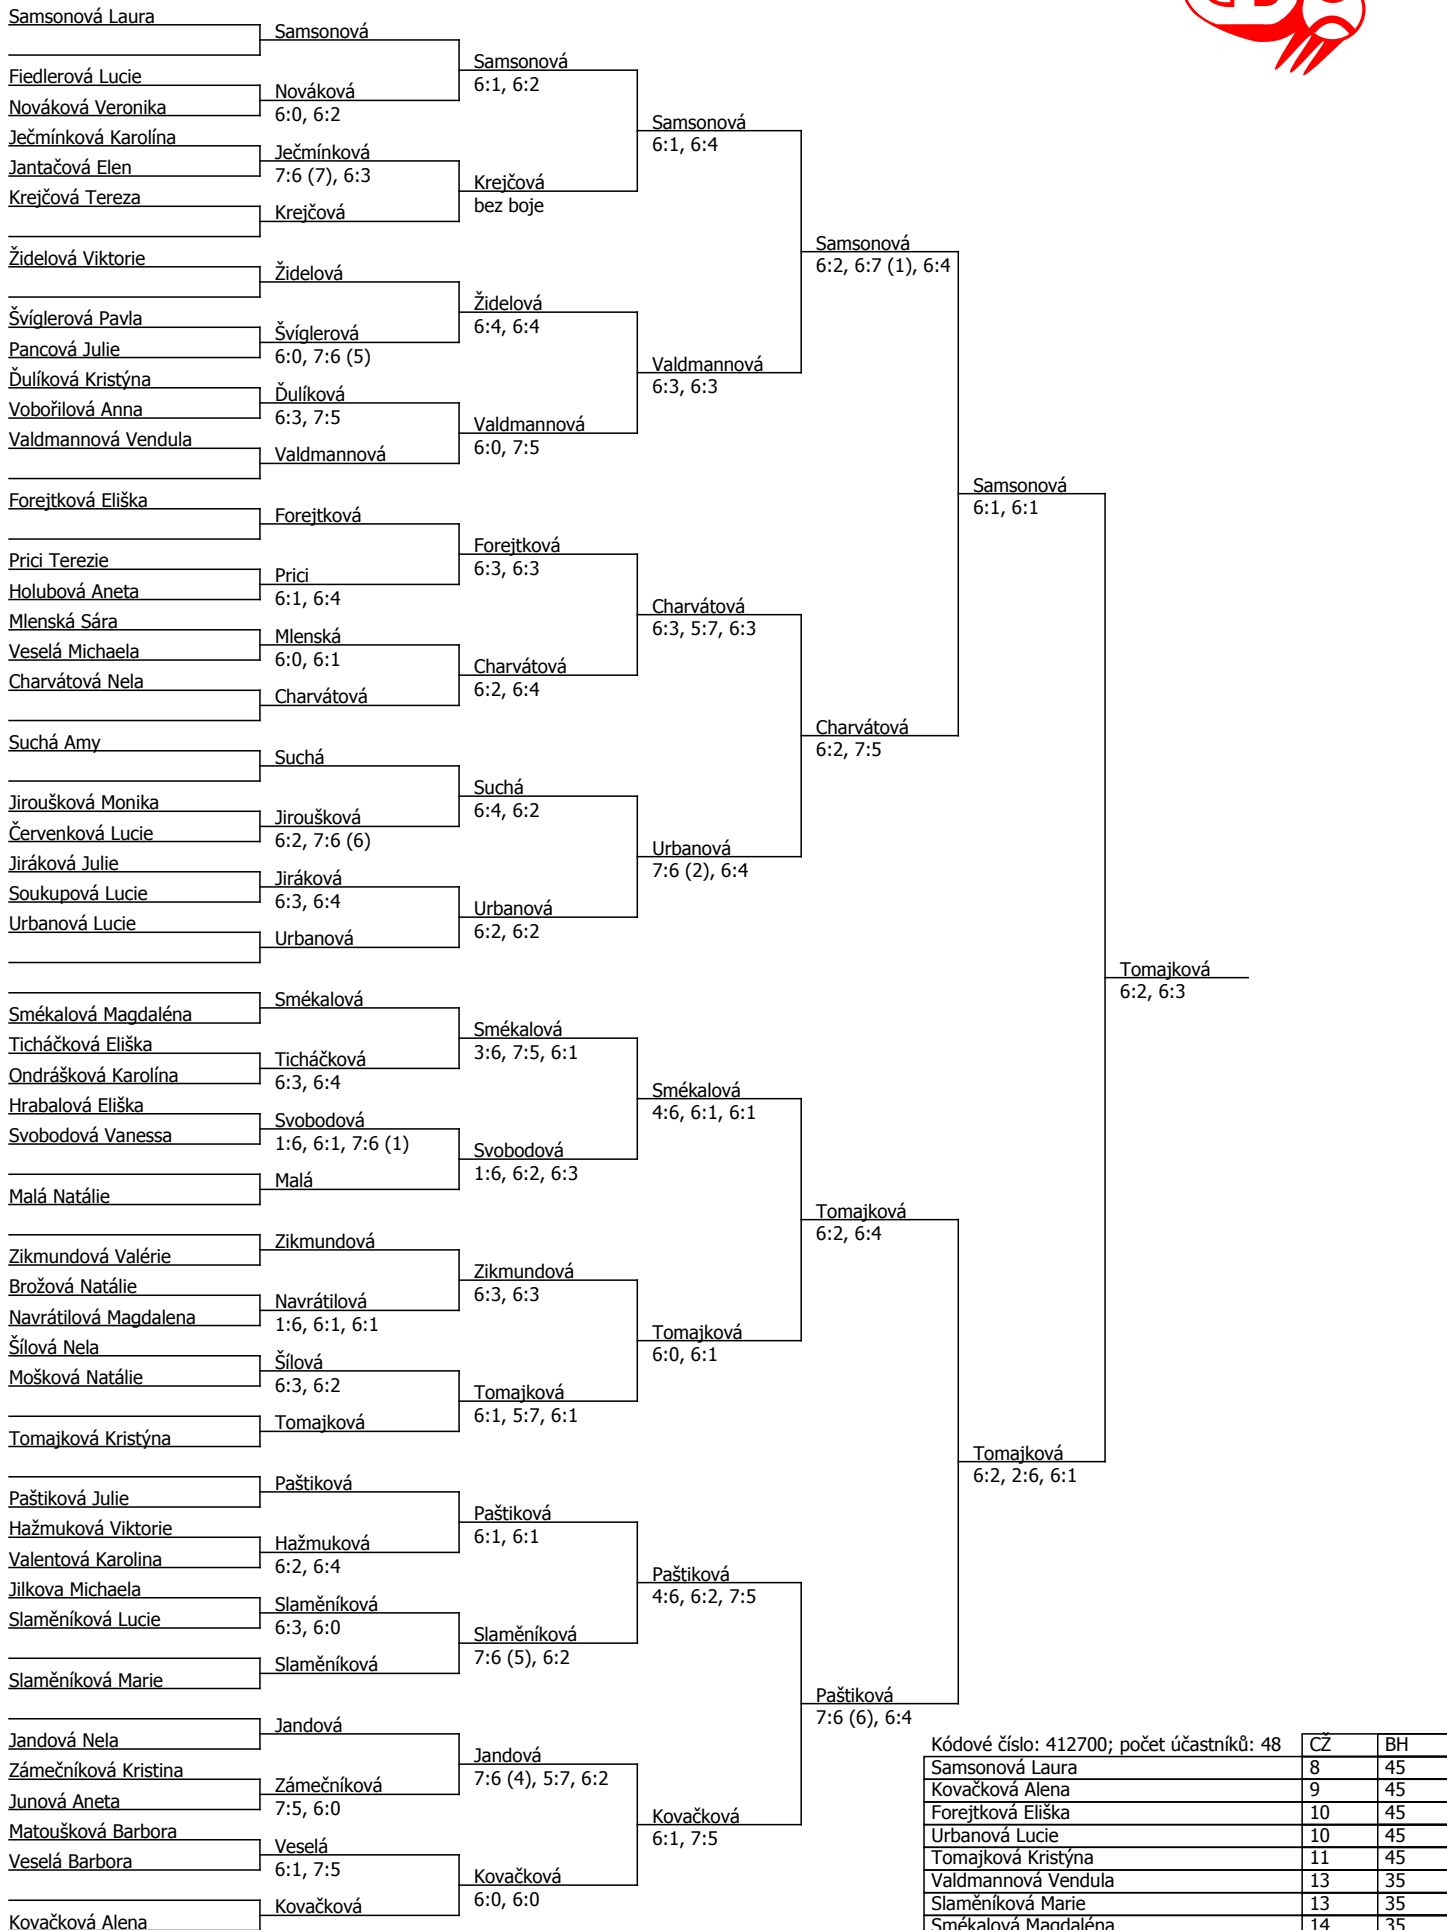 Samsonová Laura
Fiedlerová Lucie
Nováková Veronika
Ječmínková Karolína
Jantačová Elen
Krejčová Tereza
Židelová Viktorie
Švíglerová Pavla
Pancová Julie
Ďulíková Kristýna
Vobořilová Anna
Valdmannová Vendula
Forejtková Eliška
Prici Terezie
Holubová Aneta
Mlenská Sára
Veselá Michaela
Charvátová Nela
Suchá Amy
Jiroušková Monika
Červenková Lucie
Jiráková Julie
Soukupová Lucie
Urbanová Lucie
Smékalová Magdaléna
Ticháčková Eliška
Ondrášková Karolína
Hrabalová Eliška
Svobodová Vanessa
Malá Natálie
Zikmundová Valérie
Brožová Natálie
Navrátilová Magdalena
Šílová Nela
Mošková Natálie
Tomajková Kristýna
Paštiková Julie
Hažmuková Viktorie
Valentová Karolina
Jilkova Michaela
Slaměníková Lucie
Slaměníková Marie
Jandová Nela
Zámečníková Kristina
Junová Aneta
Matoušková Barbora
Veselá Barbora
Kovačková Alena
Samsonová
Nováková
6:0, 6:2
Ječmínková
7:6 (7), 6:3
Krejčová
Židelová
Švíglerová
6:0, 7:6 (5)
Ďulíková
6:3, 7:5
Valdmannová
Forejtková
Prici
6:1, 6:4
Mlenská
6:0, 6:1
Charvátová
Suchá
Jiroušková
6:2, 7:6 (6)
Jiráková
6:3, 6:4
Urbanová
Smékalová
Ticháčková
6:3, 6:4
Svobodová
1:6, 6:1, 7:6 (1)
Malá
Zikmundová
Navrátilová
1:6, 6:1, 6:1
Šílová
6:3, 6:2
Tomajková
Paštiková
Hažmuková
6:2, 6:4
Slaměníková
6:3, 6:0
Slaměníková
Jandová
Zámečníková
7:5, 6:0
Veselá
6:1, 7:5
Kovačková
Samsonová
6:1, 6:2
Krejčová
bez boje
Židelová
6:4, 6:4
Valdmannová
6:0, 7:5
Forejtková
6:3, 6:3
Charvátová
6:2, 6:4
Suchá
6:4, 6:2
Urbanová
6:2, 6:2
Smékalová
3:6, 7:5, 6:1
Svobodová
1:6, 6:2, 6:3
Zikmundová
6:3, 6:3
Tomajková
6:1, 5:7, 6:1
Paštiková
6:1, 6:1
Slaměníková
7:6 (5), 6:2
Jandová
7:6 (4), 5:7, 6:2
Kovačková
6:0, 6:0
Samsonová
6:1, 6:4
Valdmannová
6:3, 6:3
Charvátová
6:3, 5:7, 6:3
Urbanová
7:6 (2), 6:4
Smékalová
4:6, 6:1, 6:1
Tomajková
6:0, 6:1
Paštiková
4:6, 6:2, 7:5
Kovačková
6:1, 7:5
Samsonová
6:2, 6:7 (1), 6:4
Charvátová
6:2, 7:5
Tomajková
6:2, 6:4
Paštiková
7:6 (6), 6:4
Samsonová
6:1, 6:1
Tomajková
6:2, 2:6, 6:1
Tomajková
6:2, 6:3
Kódové číslo: 412700; počet účastníků: 48 CŽ BH
Samsonová Laura 8 45
Kovačková Alena 9 45
Forejtková Eliška 10 45
Urbanová Lucie 10 45
Tomajková Kristýna 11 45
Valdmannová Vendula 13 35
Slaměníková Marie 13 35
Smékalová Magdaléna 14 35